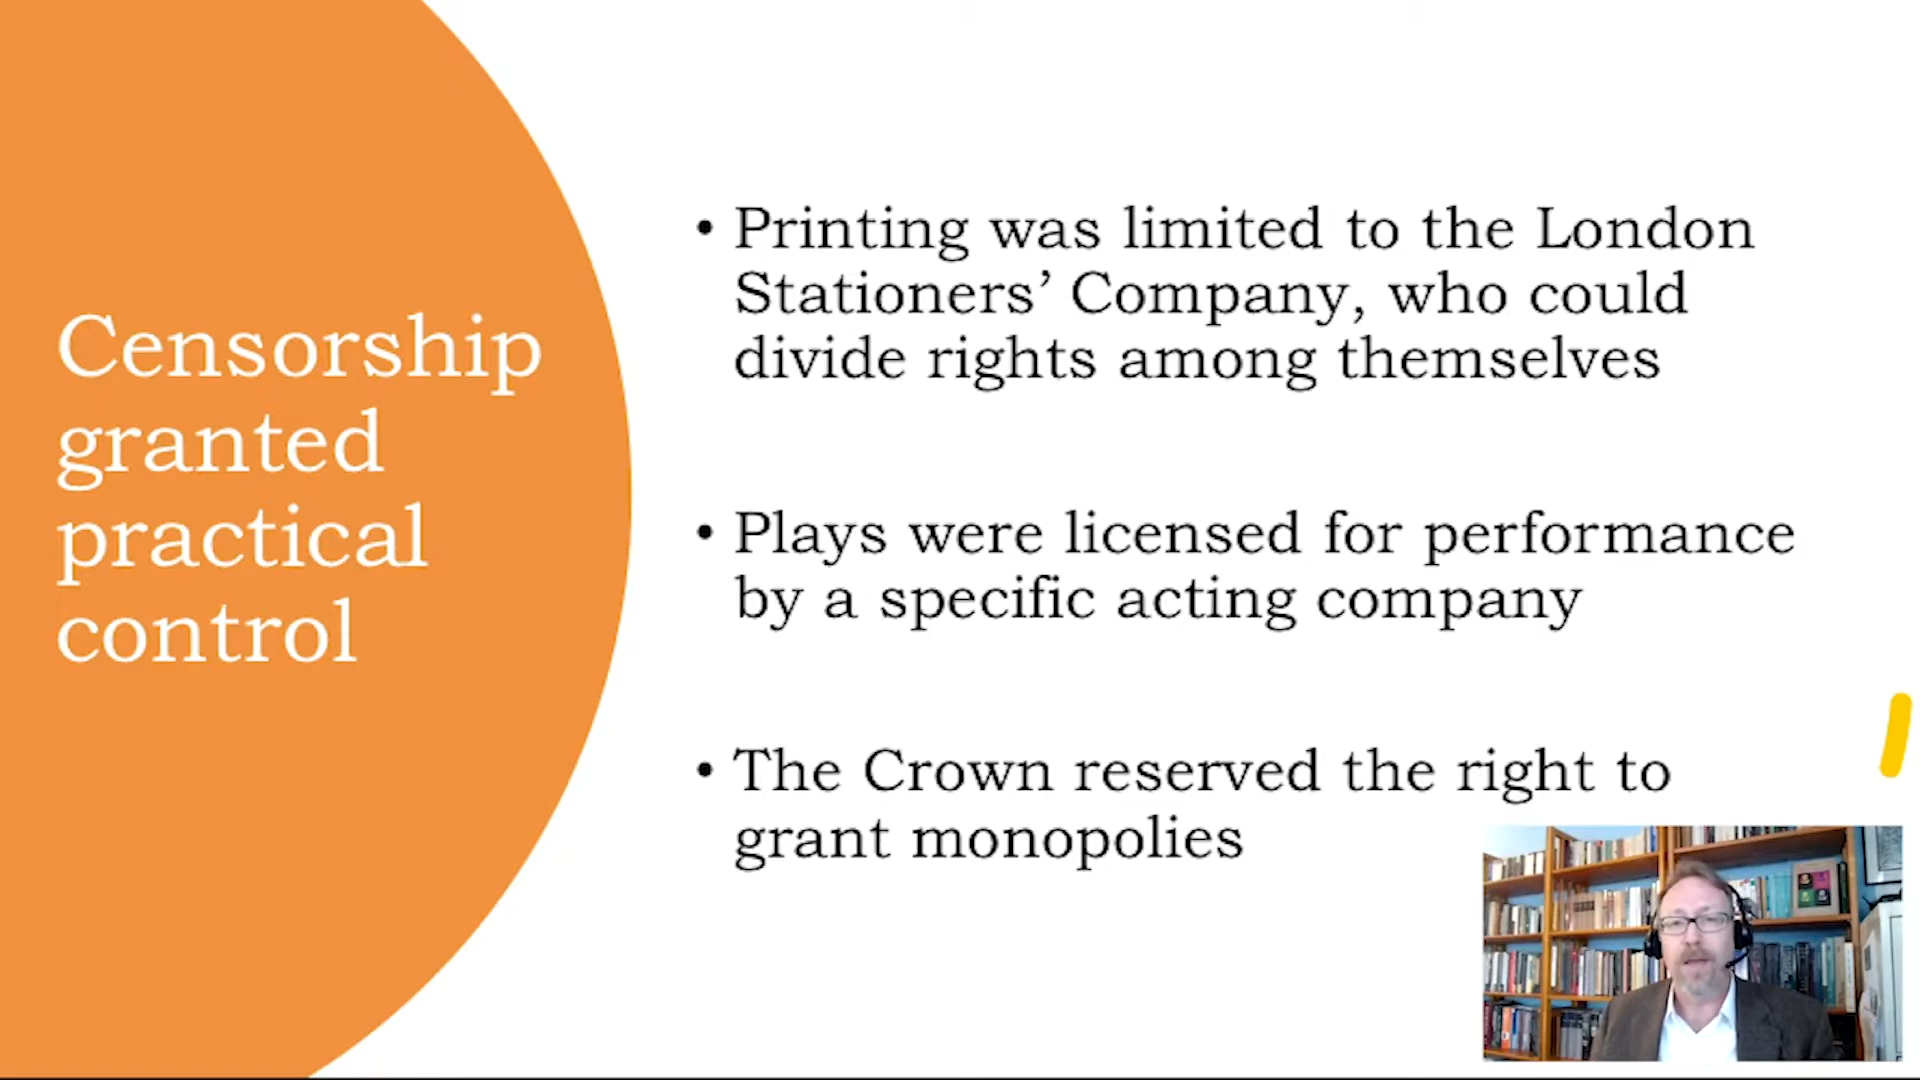 Censorship
granted
practical
control
• Printing was limited to the London
Stationers’ Company, who could
divide rights among themselves
• Plays were licensed for performance
by a specific acting company
• The Crown reserved the right to
grant monopolies